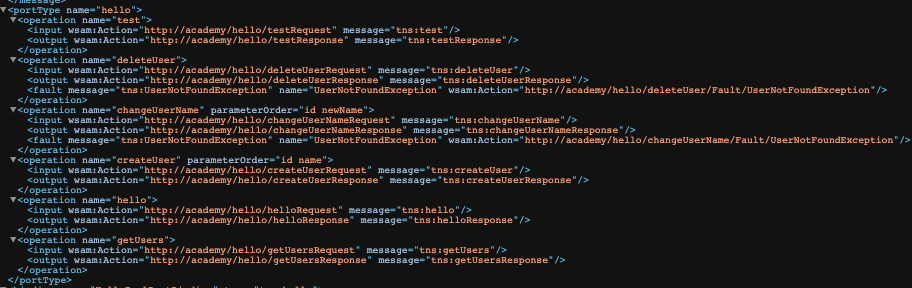 </message>
▼<portType name="hello">
▼<operation name="test">
<input wsam:Action="http://academy/hello/testRequest" message="tns:test"/>
<output wsam:Action="http://academy/hello/testResponse" message="tns:testResponse"/>
</operation>
▼<operation name="deleteUser">
<input wsam:Action="http://academy/hello/deleteUserRequest" message="tns:deleteUser"/>
<output wsam:Action="http://academy/hello/deleteUserResponse" message="tns:deleteUserResponse"/>
<fault message="tns:UserNotFoundException" name="UserNotFoundException" wsam:Action="http://academy/hello/deleteUser/Fault/UserNotFoundException"/>
</operation>
▼<operation name="changeUserName" parameterOrder="id newName">
<input wsam:Action="http://academy/hello/changeUserNameRequest" message="tns:changeUserName"/>
<output wsam:Action="http://academy/hello/changeUserNameResponse" message="tns:changeUserNameResponse"/>
<fault message="tns:UserNotFoundException" name="UserNotFoundException" wsam:Action="http://academy/hello/changeUserName/Fault/UserNotFoundException"/>
</operation>
▼<operation name="createUser" parameterOrder="id name">
<input wsam:Action="http://academy/hello/createUserRequest" message="tns:createUser"/>
<output wsam:Action="http://academy/hello/createUserResponse" message="tns:createUserResponse"/>
</operation>
▼<operation name="hello">
<input wsam:Action="http://academy/hello/helloRequest" message="tns:hello"/>
<output wsam:Action="http://academy/hello/helloResponse" message="tns:helloResponse"/>
</operation>
▼<operation name="getUsers">
<input wsam:Action="http://academy/hello/getUsersRequest" message="tns:getUsers"/>
<output wsam:Action="http://academy/hello/getUsersResponse" message="tns:getUsersResponse"/>
</operation>
</portType>